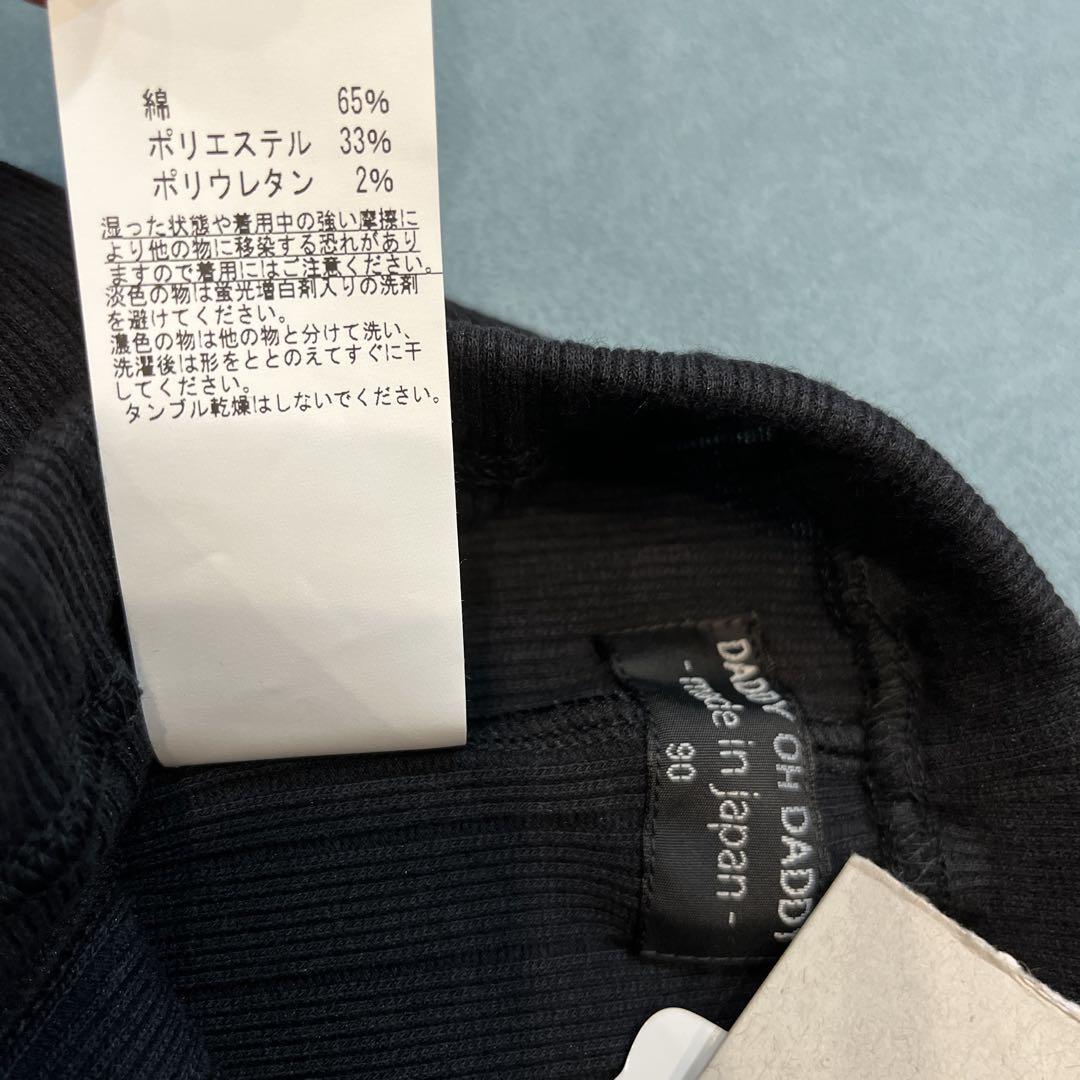 綿 65%
ポリエステル 33%
ポリウレタン 2%
湿った状態や着用中の強い摩擦に
より他の物に移染する恐れがあり
ますので着用にはご注意ください。
淡色の物は蛍光増白剤入りの洗剤
を避けてください。
濃色の物は他の物と分けて洗い、
洗濯後は形をととのえてすぐに干
してください。
タンブル乾燥はしないでください。
DADDY OH DADDY
- made in japan -
90